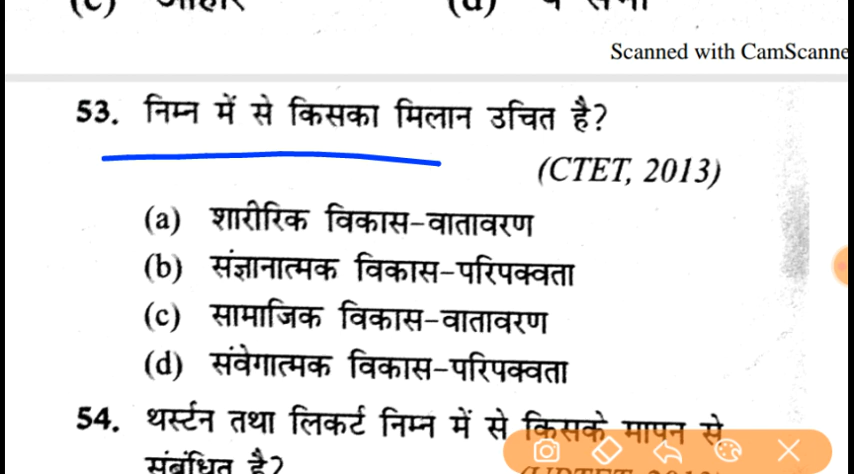 Scanned with CamScanne
53. निम्न में से किसका मिलान उचित है?
(CTET, 2013)
(a) शारीरिक विकास-वातावरण
(b) संज्ञानात्मक विकास-परिपक्वता
(c) सामाजिक विकास-वातावरण
(d) संवेगात्मक विकास-परिपक्वता
54. थर्स्टन तथा लिकर्ट निम्न में से किसके मापन से
संबंधित है?